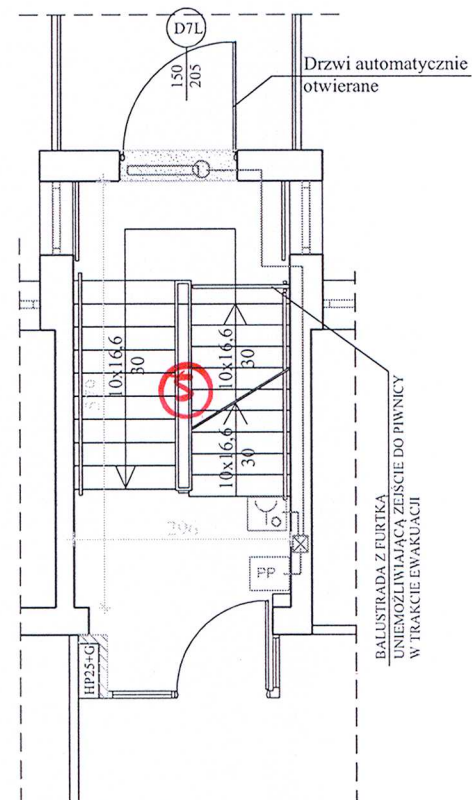 D7L
150
205
Drzwi automatycznie
otwierane
10x16,6
30
10x16,6
30
S
10x16,6
30
BALUSTRADA Z FURTKĄ
UNIEMOŻLIWIAJĄCĄ ZEJŚCIE DO PIWNICY
W TRAKCIE EWAKUACJI
296
PP
HP25+G